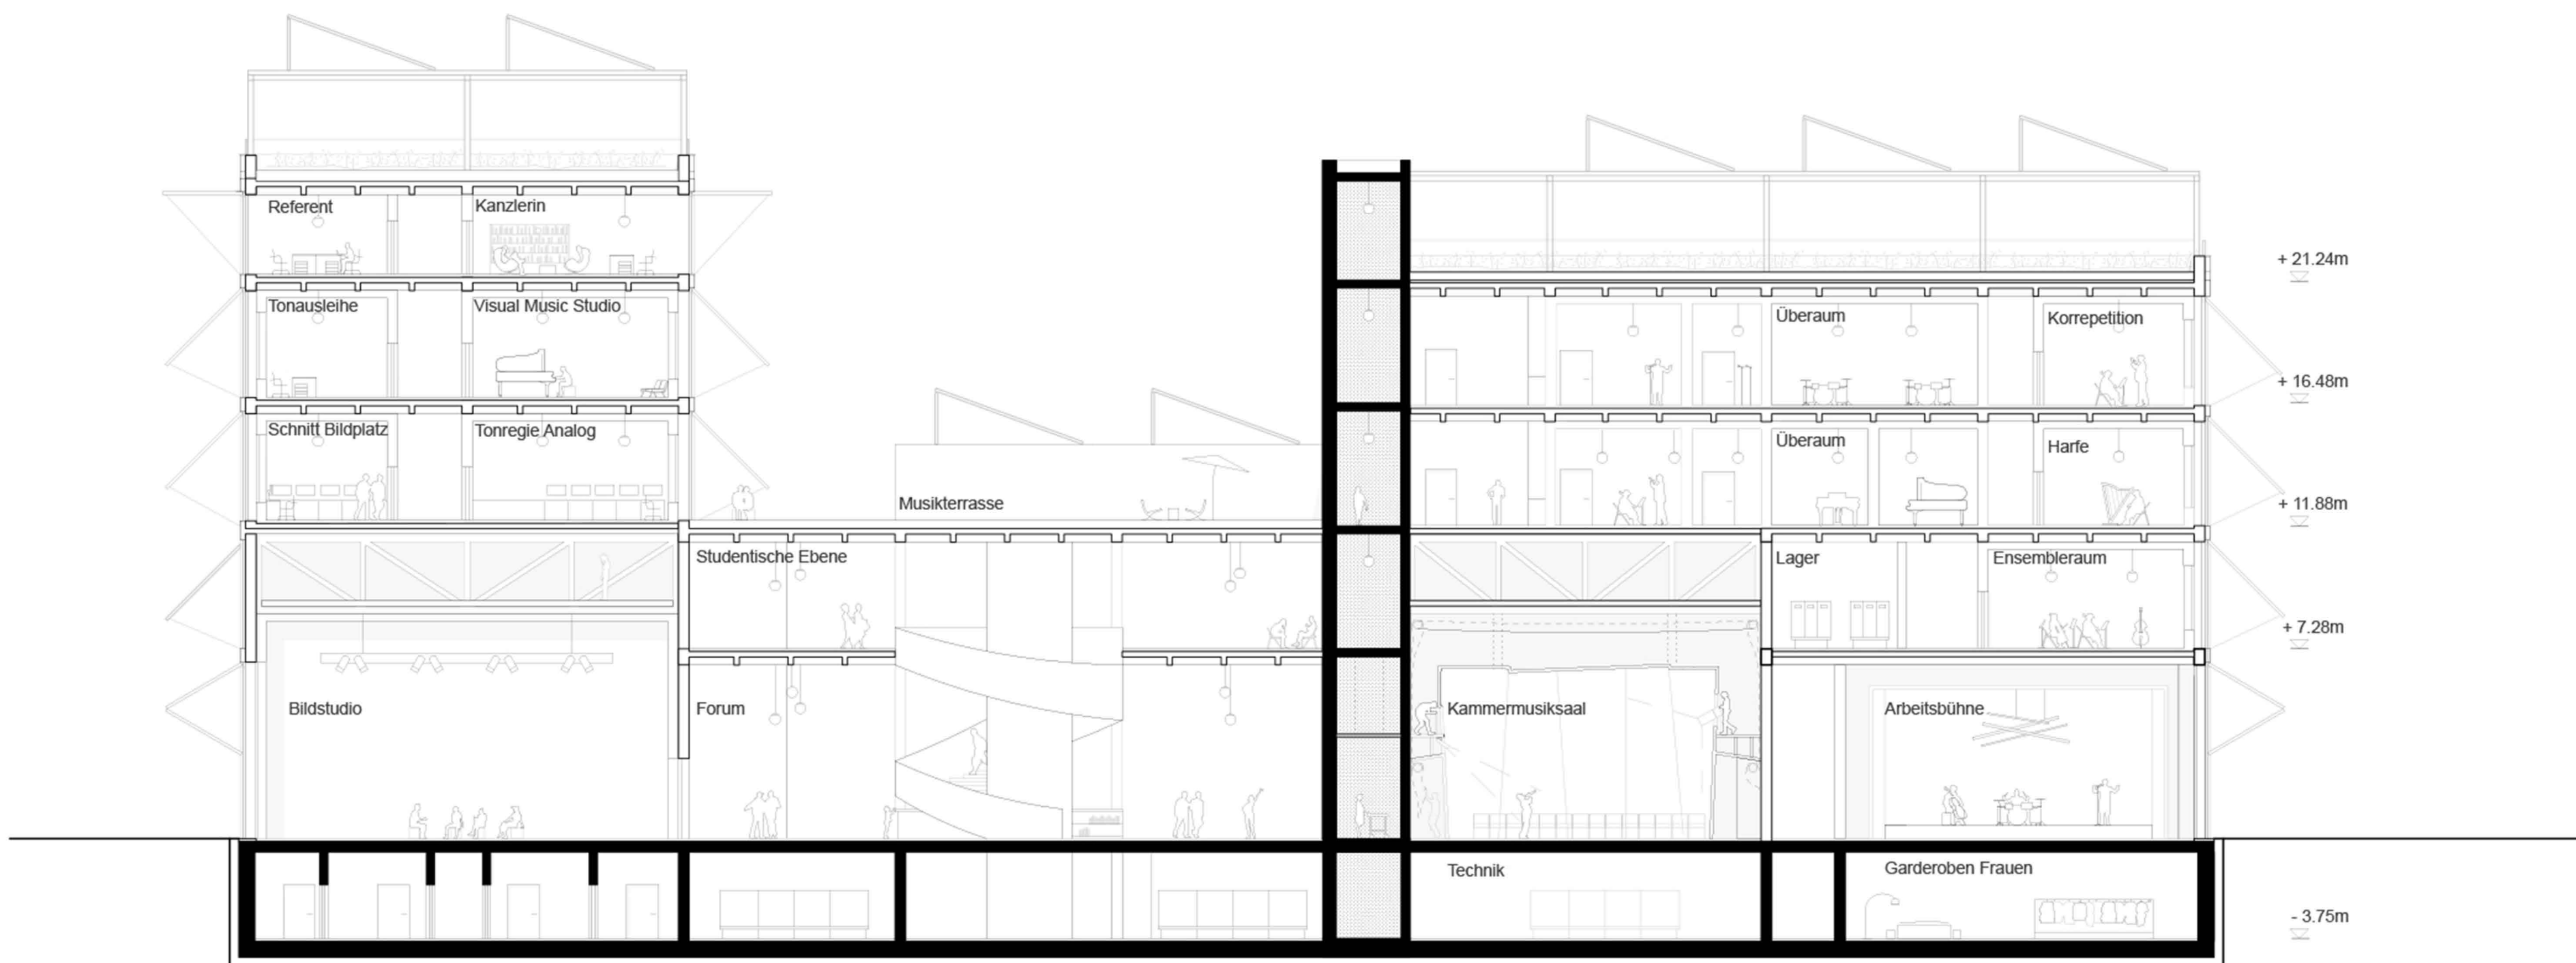 Referent
Kanzlerin
+ 21.24m
Tonausleihe
Visual Music Studio
Überaum
Korrepetition
+ 16.48m
Schnitt Bildplatz
Tonregie Analog
Überaum
Harfe
Musikterrasse
+ 11.88m
Studentische Ebene
Lager
Ensembleraum
+ 7.28m
Bildstudio
Forum
Kammermusiksaal
Arbeitsbühne
Technik
Garderoben Frauen
- 3.75m